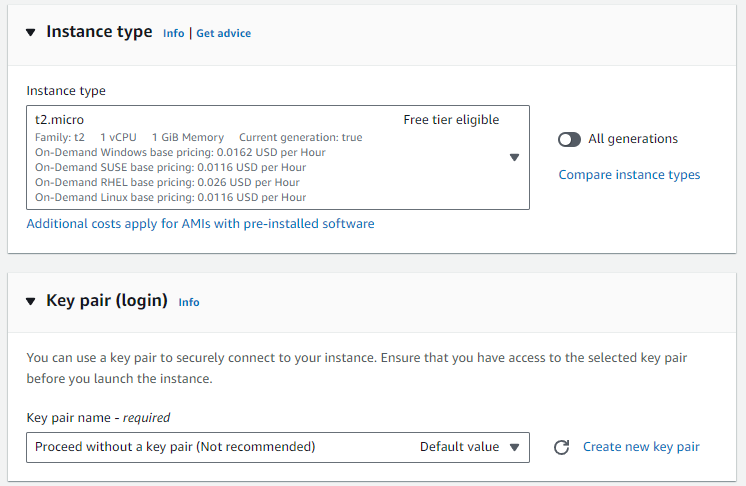 Instance type Info | Get advice
Instance type
t2.micro Free tier eligible
Family: t2 1 vCPU 1 GiB Memory Current generation: true
On-Demand Windows base pricing: 0.0162 USD per Hour
On-Demand SUSE base pricing: 0.0116 USD per Hour
On-Demand RHEL base pricing: 0.026 USD per Hour
On-Demand Linux base pricing: 0.0116 USD per Hour
All generations
Compare instance types
Additional costs apply for AMIs with pre-installed software
Key pair (login) Info
You can use a key pair to securely connect to your instance. Ensure that you have access to the selected key pair
before you launch the instance.
Key pair name - required
Proceed without a key pair (Not recommended) Default value
Create new key pair